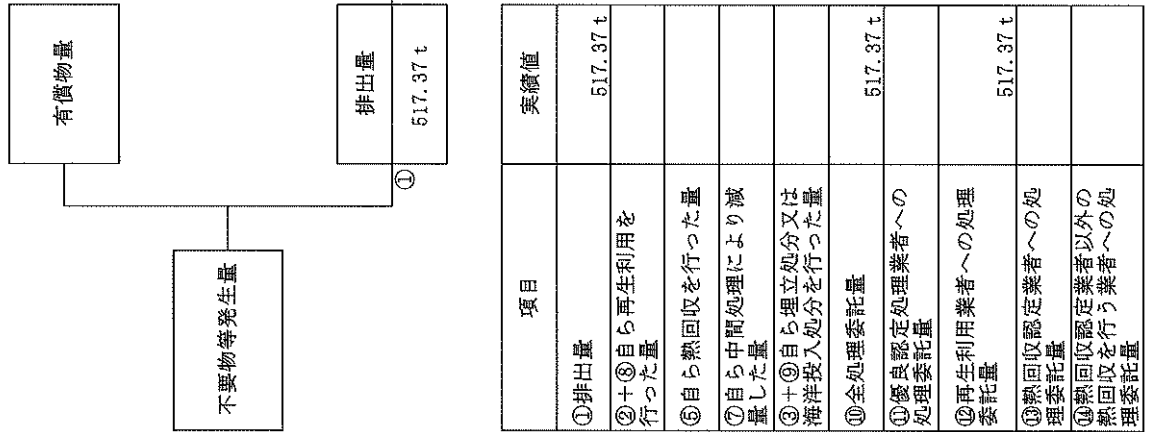 有償物量
不要物等発生量
①
排出量
517.37 t
項目
実績値
①排出量
517.37 t
②+⑧自ら再生利用を
行った量
⑤自ら熱回収を行った量
⑦自ら中間処理により減
量した量
③+⑨自ら埋立処分又は
海洋投入処分を行った量
⑩全処理委託量
517.37 t
⑪優良認定処理業者への
処理委託量
⑫再生利用業者への処理
委託量
517.37 t
⑬熱回収認定業者への処
理委託量
⑭熱回収認定業者以外の
熱回収を行う業者への処
理委託量